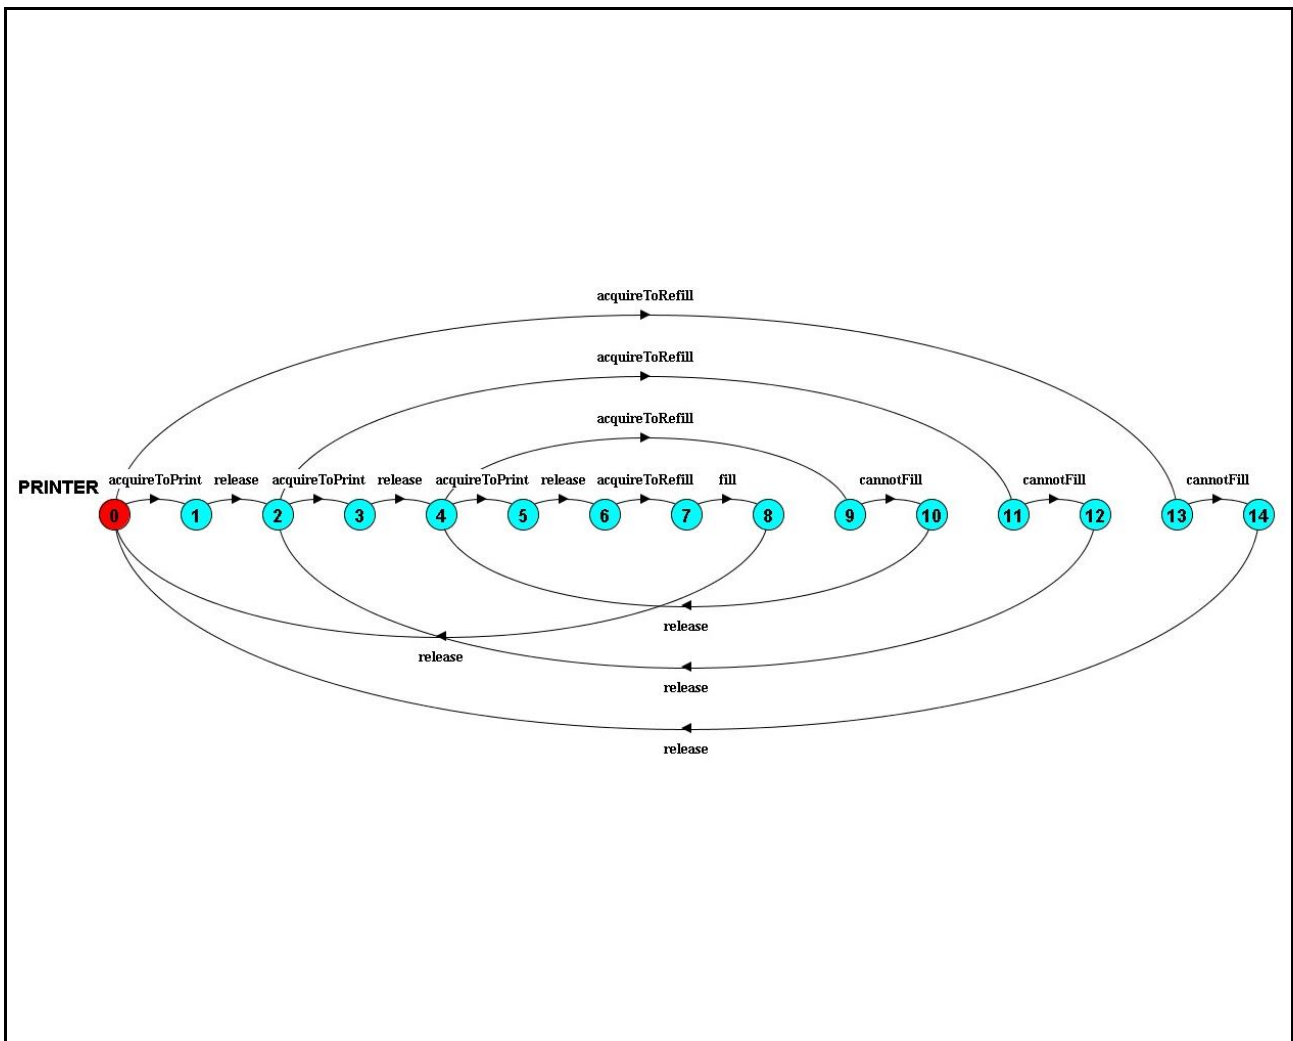 acquireToRefill
acquireToRefill
acquireToRefill
acquireToPrint release acquireToPrint release acquireToPrint release acquireToRefill fill cannotFill cannotFill cannotFill
PRINTER
0 1 2 3 4 5 6 7 8 9 10 11 12 13 14
release
release
release
release